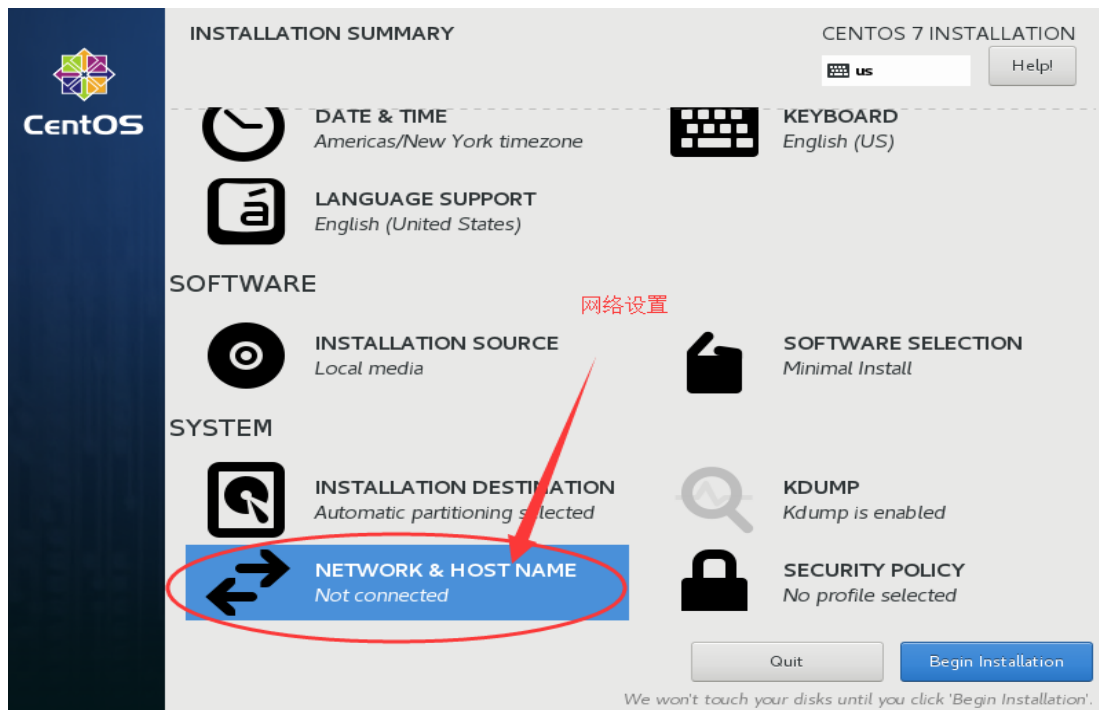 INSTALLATION SUMMARY
CENTOS 7 INSTALLATION
us
Help!
CentOS
DATE & TIME
Americas/New York timezone
KEYBOARD
English (US)
á
LANGUAGE SUPPORT
English (United States)
SOFTWARE
网络设置
INSTALLATION SOURCE
Local media
SOFTWARE SELECTION
Minimal Install
SYSTEM
INSTALLATION DESTINATION
Automatic partitioning selected
KDUMP
Kdump is enabled
NETWORK & HOST NAME
Not connected
SECURITY POLICY
No profile selected
Quit
Begin Installation
We won't touch your disks until you click 'Begin Installation'.